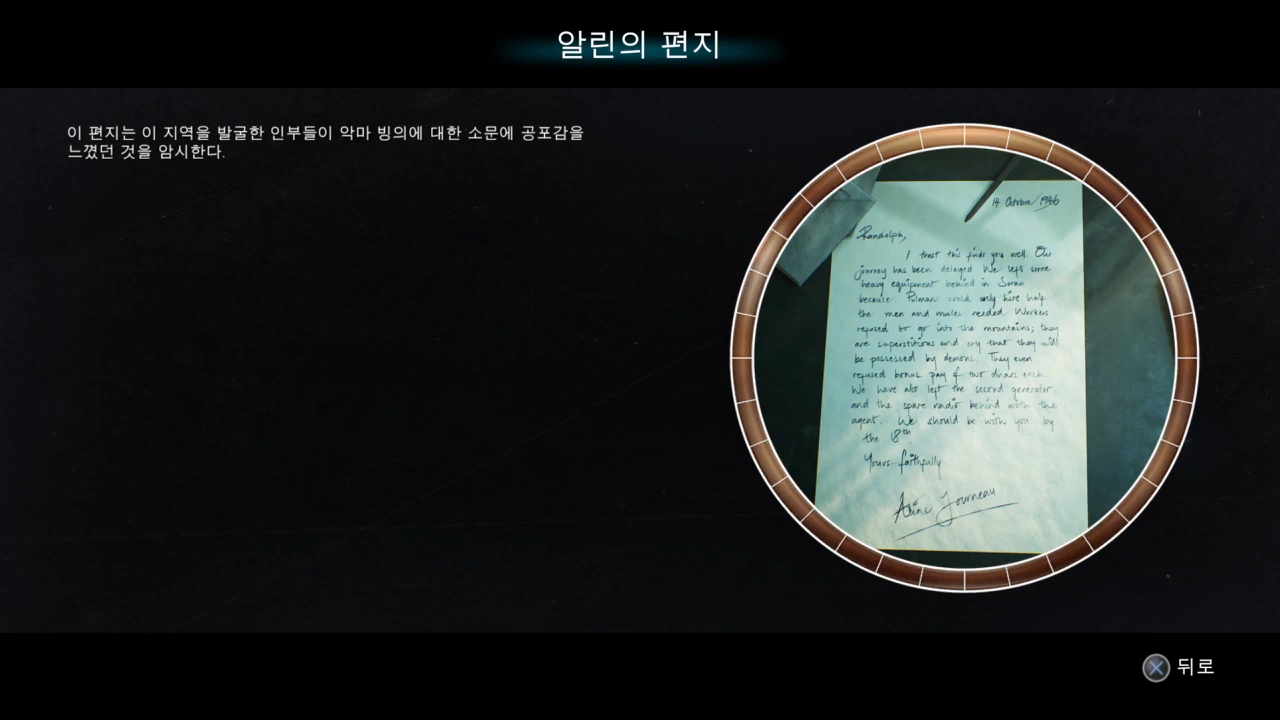 알린의 편지
이 편지는 이 지역을 발굴한 인부들이 악마 빙의에 대한 소문에 공포감을
느꼈던 것을 암시한다.
14 Octobre/1946
Randolph,
I trust this finds you well. Our
journey has been delayed We left some
heavy equipment behind in Soran
because Pulman could only hire half
the men and mules needed. Workers
refused to go into the mountains; they
are superstitious and cry that they will
be possessed by demons. They even
refused bonus pay of two dinars each.
We have also left the second generator
and the spare radio behind with the
agent. We should be with you by
the 18th
Yours faithfully
Aline Journeau
뒤로